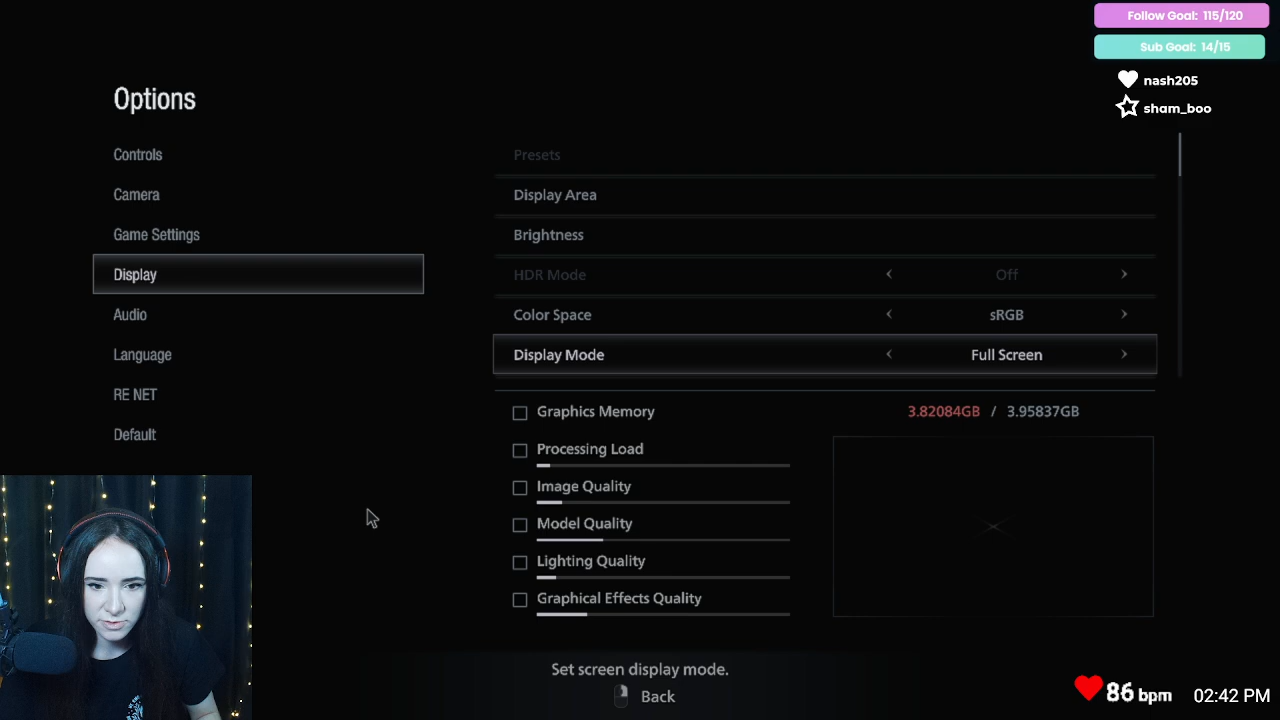 Follow Goal: 115/120
Sub Goal: 14/15
nash205
sham_boo
Options
Controls
Camera
Game Settings
Display
Audio
Language
RE NET
Default
Presets
Display Area
Brightness
HDR Mode Off
Color Space sRGB
Display Mode Full Screen
Graphics Memory 3.82084GB / 3.95837GB
Processing Load
Image Quality
Model Quality
Lighting Quality
Graphical Effects Quality
Set screen display mode.
Back
86 bpm 02:42 PM